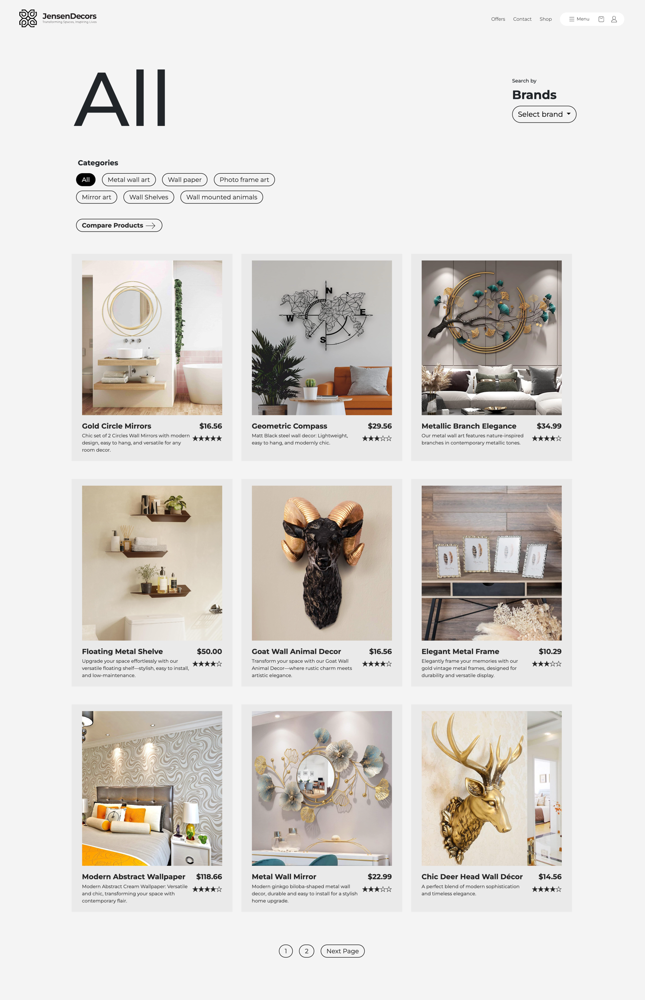 JensenDecors
Transforming Spaces, Inspiring Lives
Offers
Contact
Shop
Menu
All
Search by
Brands
Select brand
Categories
All
Metal wall art
Wall paper
Photo frame art
Mirror art
Wall Shelves
Wall mounted animals
Compare Products
N
W
E
S
Gold Circle Mirrors
$16.56
Chic set of 2 Circles Wall Mirrors with modern
design, easy to hang, and versatile for any
room decor.
Geometric Compass
$29.56
Matt Black steel wall decor: Lightweight,
easy to hang, and modernly chic.
Metallic Branch Elegance
$34.99
Our metal wall art features nature-inspired
branches in contemporary metallic tones.
Floating Metal Shelve
$50.00
Upgrade your space effortlessly with our
versatile floating shelf—stylish, easy to install,
and low-maintenance.
Goat Wall Animal Decor
$16.56
Transform your space with our Goat Wall
Animal Decor—where rustic charm meets
artistic elegance.
Elegant Metal Frame
$10.29
Elegantly frame your memories with our
gold vintage metal frames, designed for
durability and versatile display.
Modern Abstract Wallpaper
$118.66
Modern Abstract Cream Wallpaper: Versatile
and chic, transforming your space with
contemporary flair.
Metal Wall Mirror
$22.99
Modern ginkgo biloba-shaped metal wall
decor, durable and easy to install for a stylish
home upgrade.
Chic Deer Head Wall Décor
$14.56
A perfect blend of modern sophistication
and timeless elegance.
1
2
Next Page